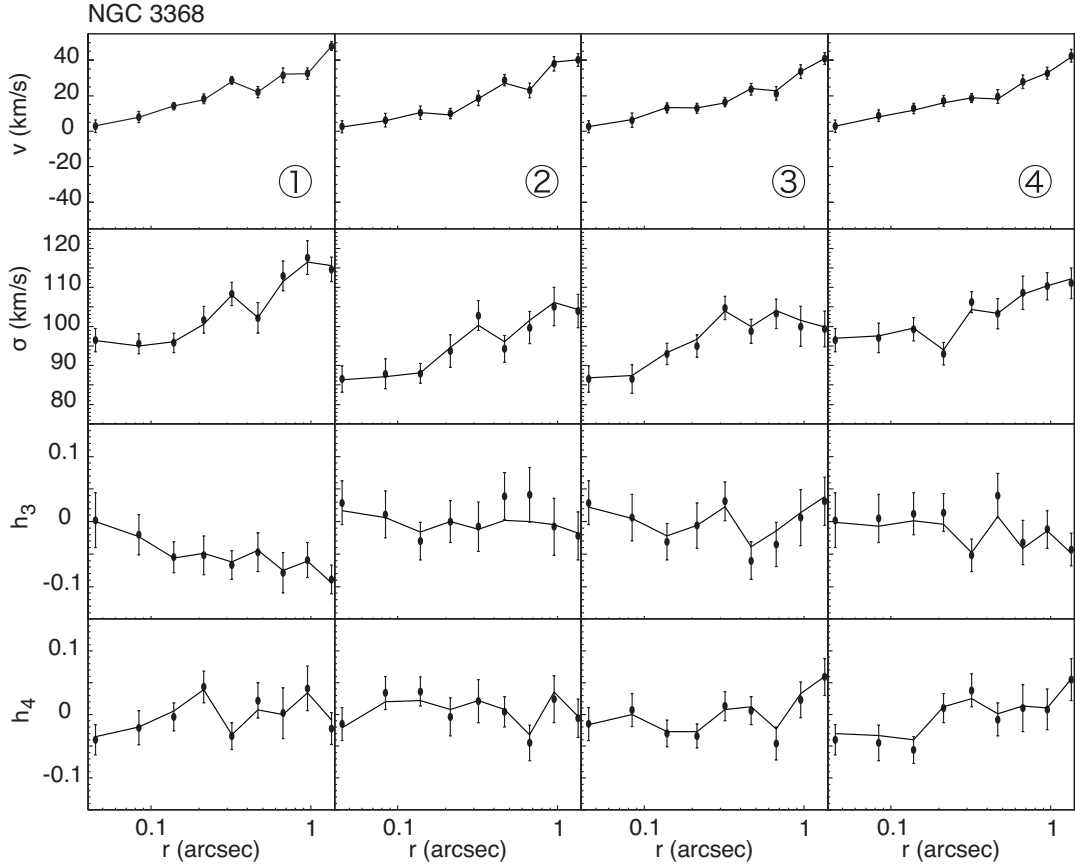 NGC 3368
v (km/s)
40
20
0
-20
-40
① ② ③ ④
σ (km/s)
120
110
100
90
80
h3
0.1
0
-0.1
h4
0.1
0
-0.1
0.1 1 0.1 1 0.1 1 0.1 1
r (arcsec) r (arcsec) r (arcsec) r (arcsec)